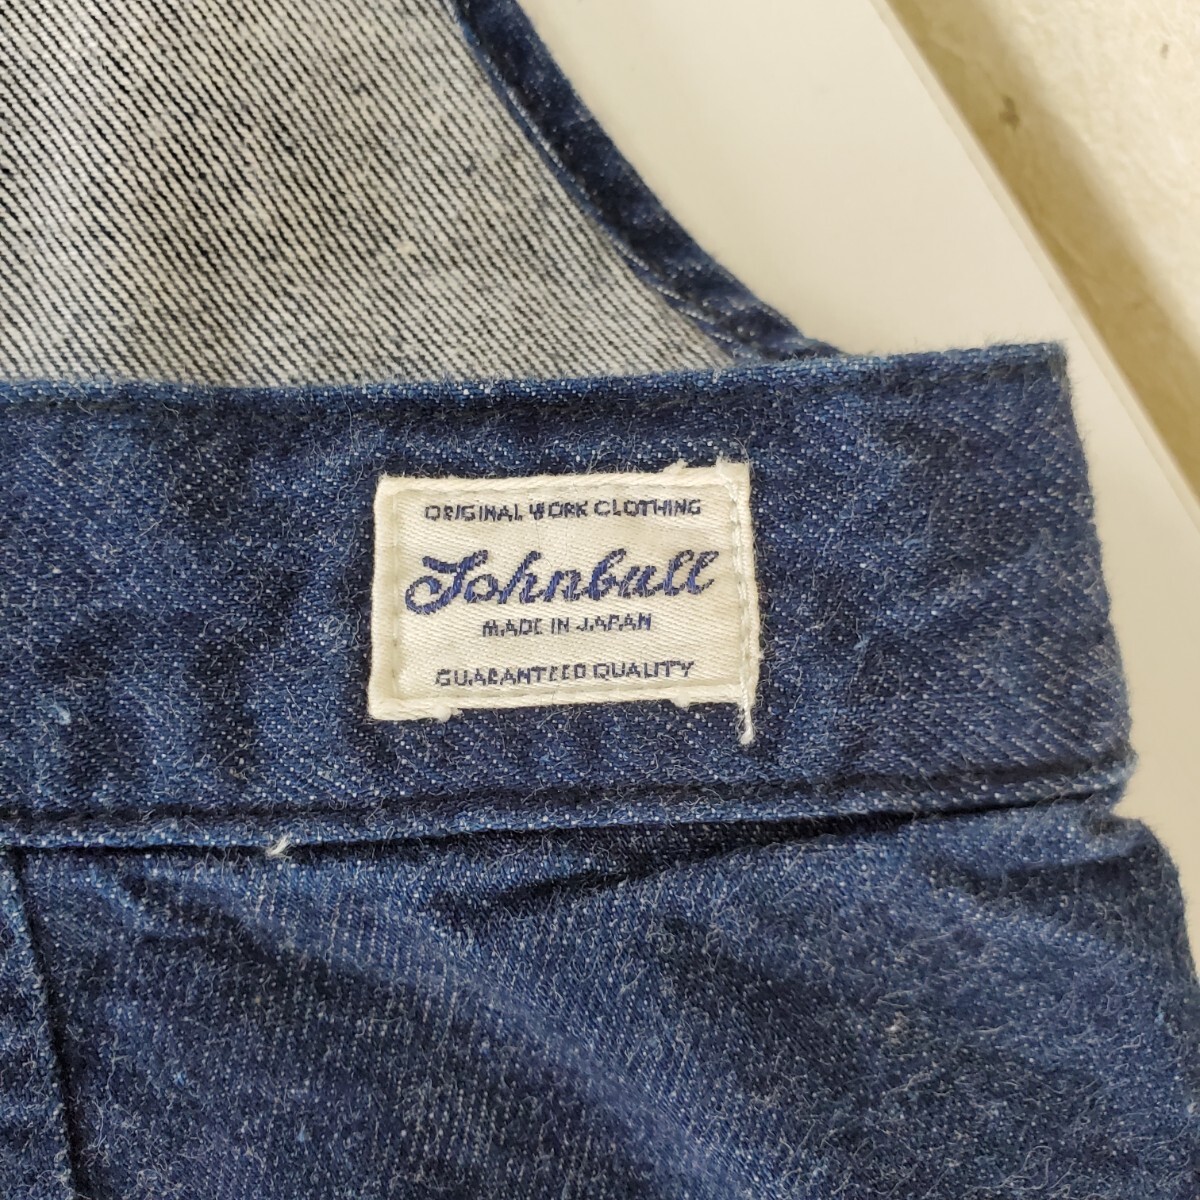 ORIGINAL WORK CLOTHING
Johnbull
MADE IN JAPAN
GUARANTEED QUALITY